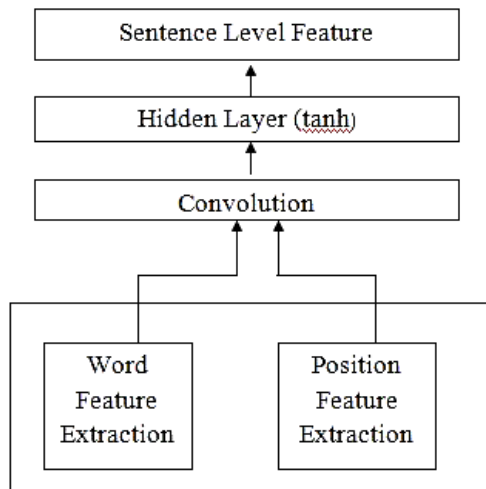 Sentence Level Feature
Hidden Layer (tanh)
Convolution
Word
Feature
Extraction
Position
Feature
Extraction